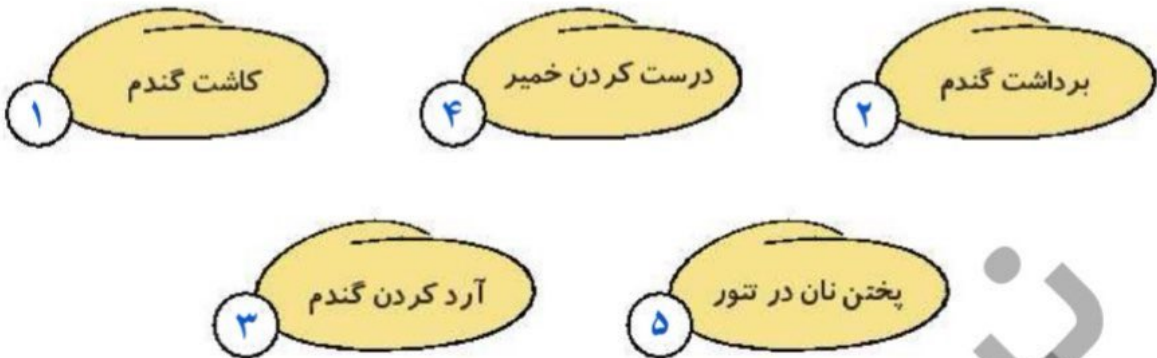 برداشت گندم ۲
درست کردن خمیر ۴
کاشت گندم ۱
پختن نان در تنور ۵
آرد کردن گندم ۳